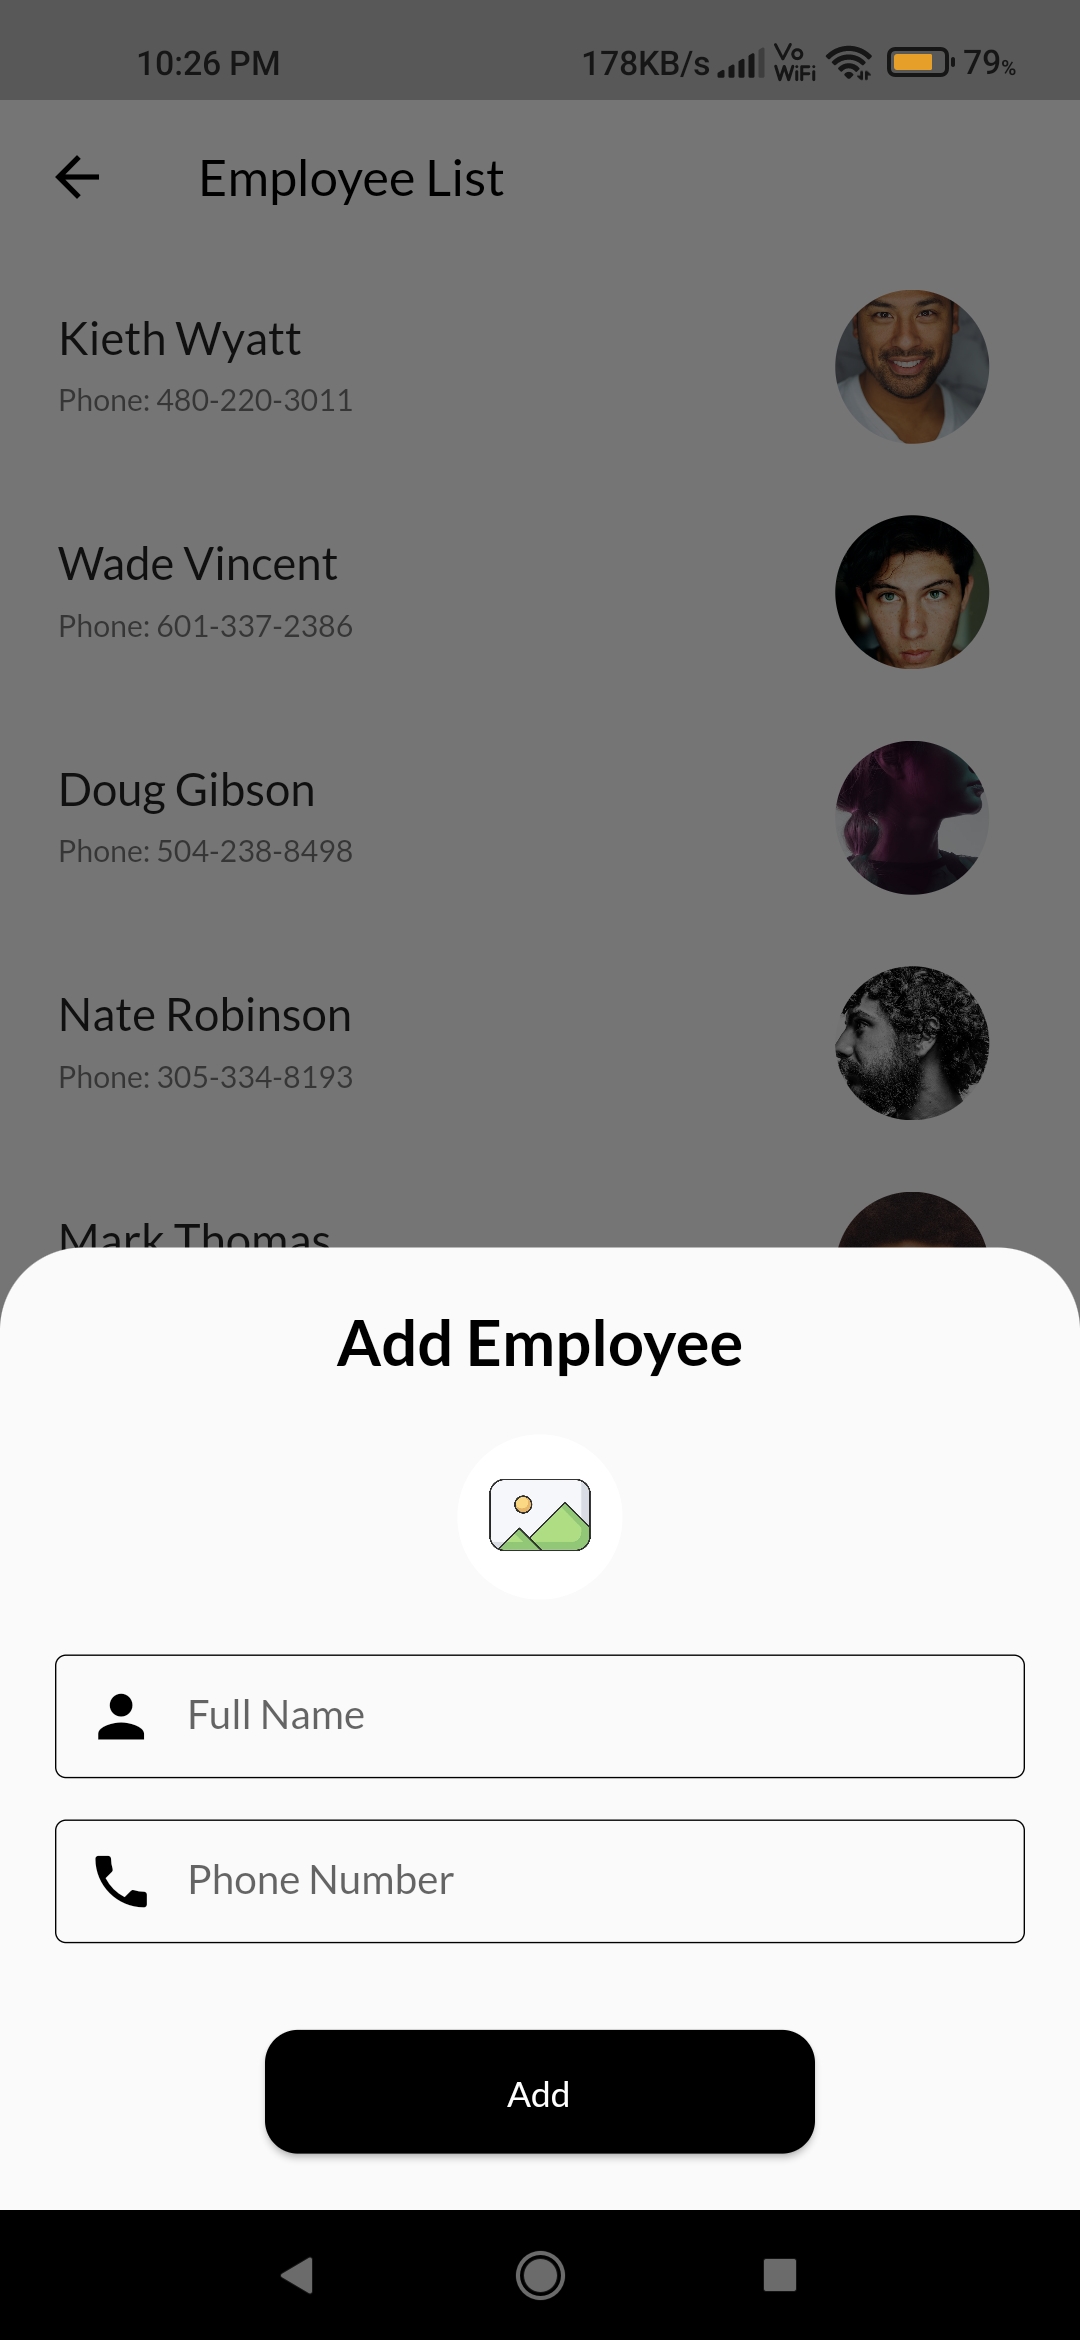 10:26 PM 178KB/s Vo WiFi 79%
Employee List
Kieth Wyatt
Phone: 480-220-3011
Wade Vincent
Phone: 601-337-2386
Doug Gibson
Phone: 504-238-8498
Nate Robinson
Phone: 305-334-8193
Mark Thomas
Add Employee
Full Name
Phone Number
Add